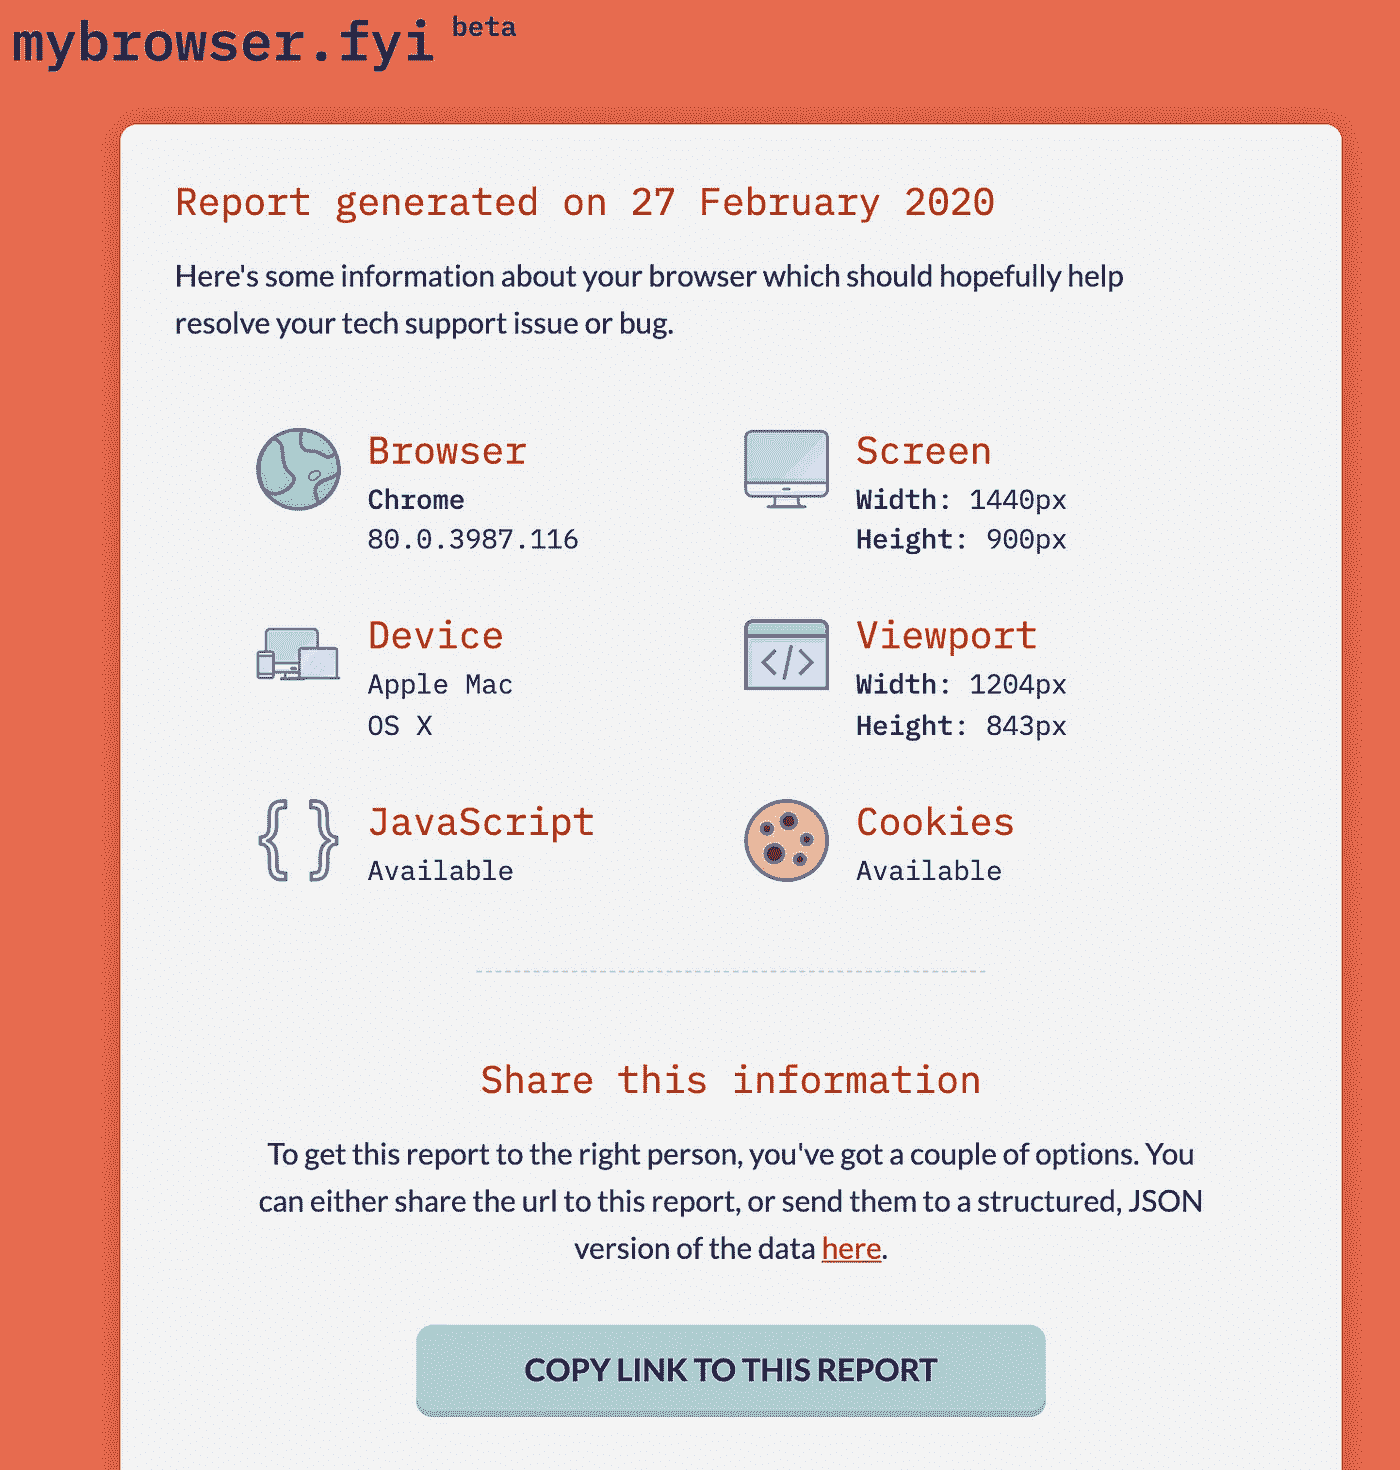 mybrowser.fyi beta
Report generated on 27 February 2020
Here's some information about your browser which should hopefully help
resolve your tech support issue or bug.
Browser
Chrome
80.0.3987.116
Screen
Width: 1440px
Height: 900px
Device
Apple Mac
OS X
Viewport
Width: 1204px
Height: 843px
JavaScript
Available
Cookies
Available
Share this information
To get this report to the right person, you've got a couple of options. You
can either share the url to this report, or send them to a structured, JSON
version of the data here.
COPY LINK TO THIS REPORT